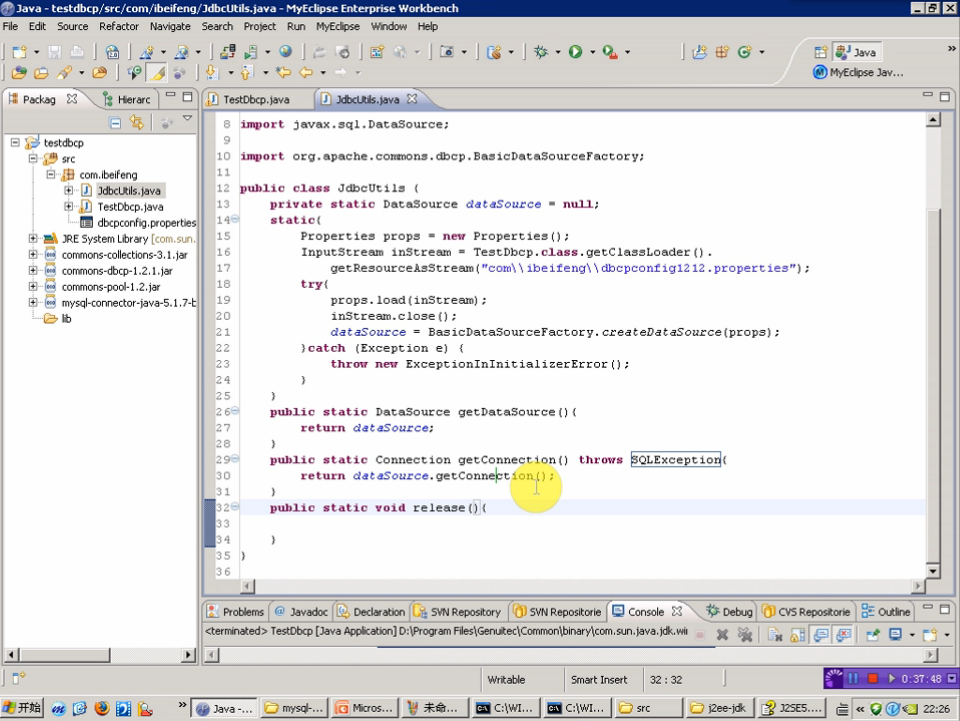 Java - testdbcp/src/com/ibeifeng/JdbcUtils.java - MyEclipse Enterprise Workbench
File Edit Source Refactor Navigate Search Project Run MyEclipse Window Help
Java
MyEclipse Jav...
Packag Hierarc
TestDbcp.java JdbcUtils.java
testdbcp
src
com.ibeifeng
JdbcUtils.java
TestDbcp.java
dbcpconfig.properties
JRE System Library [com.sun.
commons-collections-3.1.jar
commons-dbcp-1.2.1.jar
commons-pool-1.2.jar
mysql-connector-java-5.1.7-b
lib
8 import javax.sql.DataSource;
9
10 import org.apache.commons.dbcp.BasicDataSourceFactory;
11
12 public class JdbcUtils {
13 private static DataSource dataSource = null;
14 static{
15 Properties props = new Properties();
16 InputStream inStream = TestDbcp.class.getClassLoader().
17 getResourceAsStream("com\\ibeifeng\\dbcpconfig1212.properties");
18 try{
19 props.load(inStream);
20 inStream.close();
21 dataSource = BasicDataSourceFactory.createDataSource(props);
22 }catch (Exception e) {
23 throw new ExceptionInInitializerError();
24 }
25 }
26 public static DataSource getDataSource(){
27 return dataSource;
28 }
29 public static Connection getConnection() throws SQLException{
30 return dataSource.getConnection();
31 }
32 public static void release(){
33
34 }
35 }
36
Problems Javadoc Declaration SVN Repository SVN Repositorie Console Debug CVS Repositorie Outline
<terminated> TestDbcp [Java Application] D:\Program Files\Genuitec\Common\binary\com.sun.java.jdk.wi
Writable Smart Insert 32 : 32
0:37:48
开始 Java -... mysql-... Micros... 未命... C:\WI... C:\WI... src j2ee-jdk J2SE5.... 22:26